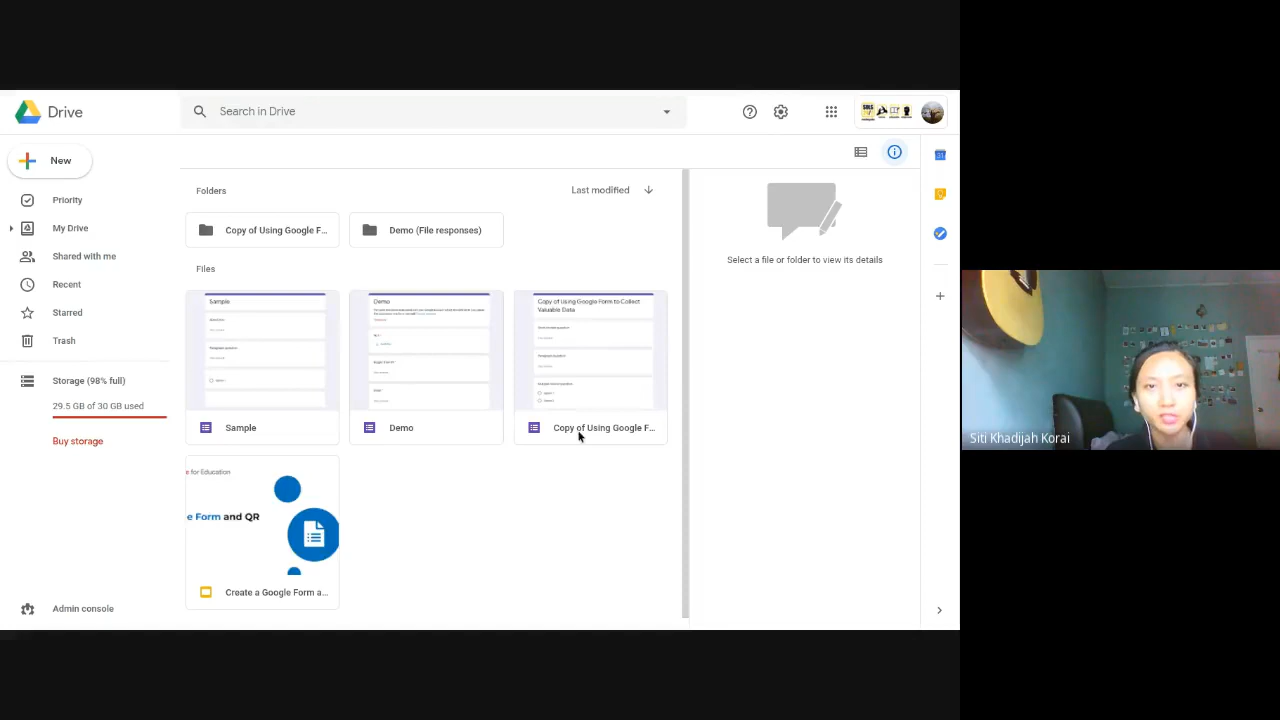 Drive
Search in Drive
New
Priority
My Drive
Shared with me
Recent
Starred
Trash
Storage (98% full)
29.5 GB of 30 GB used
Buy storage
Admin console
Folders
Last modified
Copy of Using Google F...
Demo (File responses)
Files
Sample
Demo
Copy of Using Google Form to Collect
Valuable Data
Sample
Demo
Copy of Using Google F...
e for Education
e Form and QR
Create a Google Form a...
Select a file or folder to view its details
31
Siti Khadijah Korai